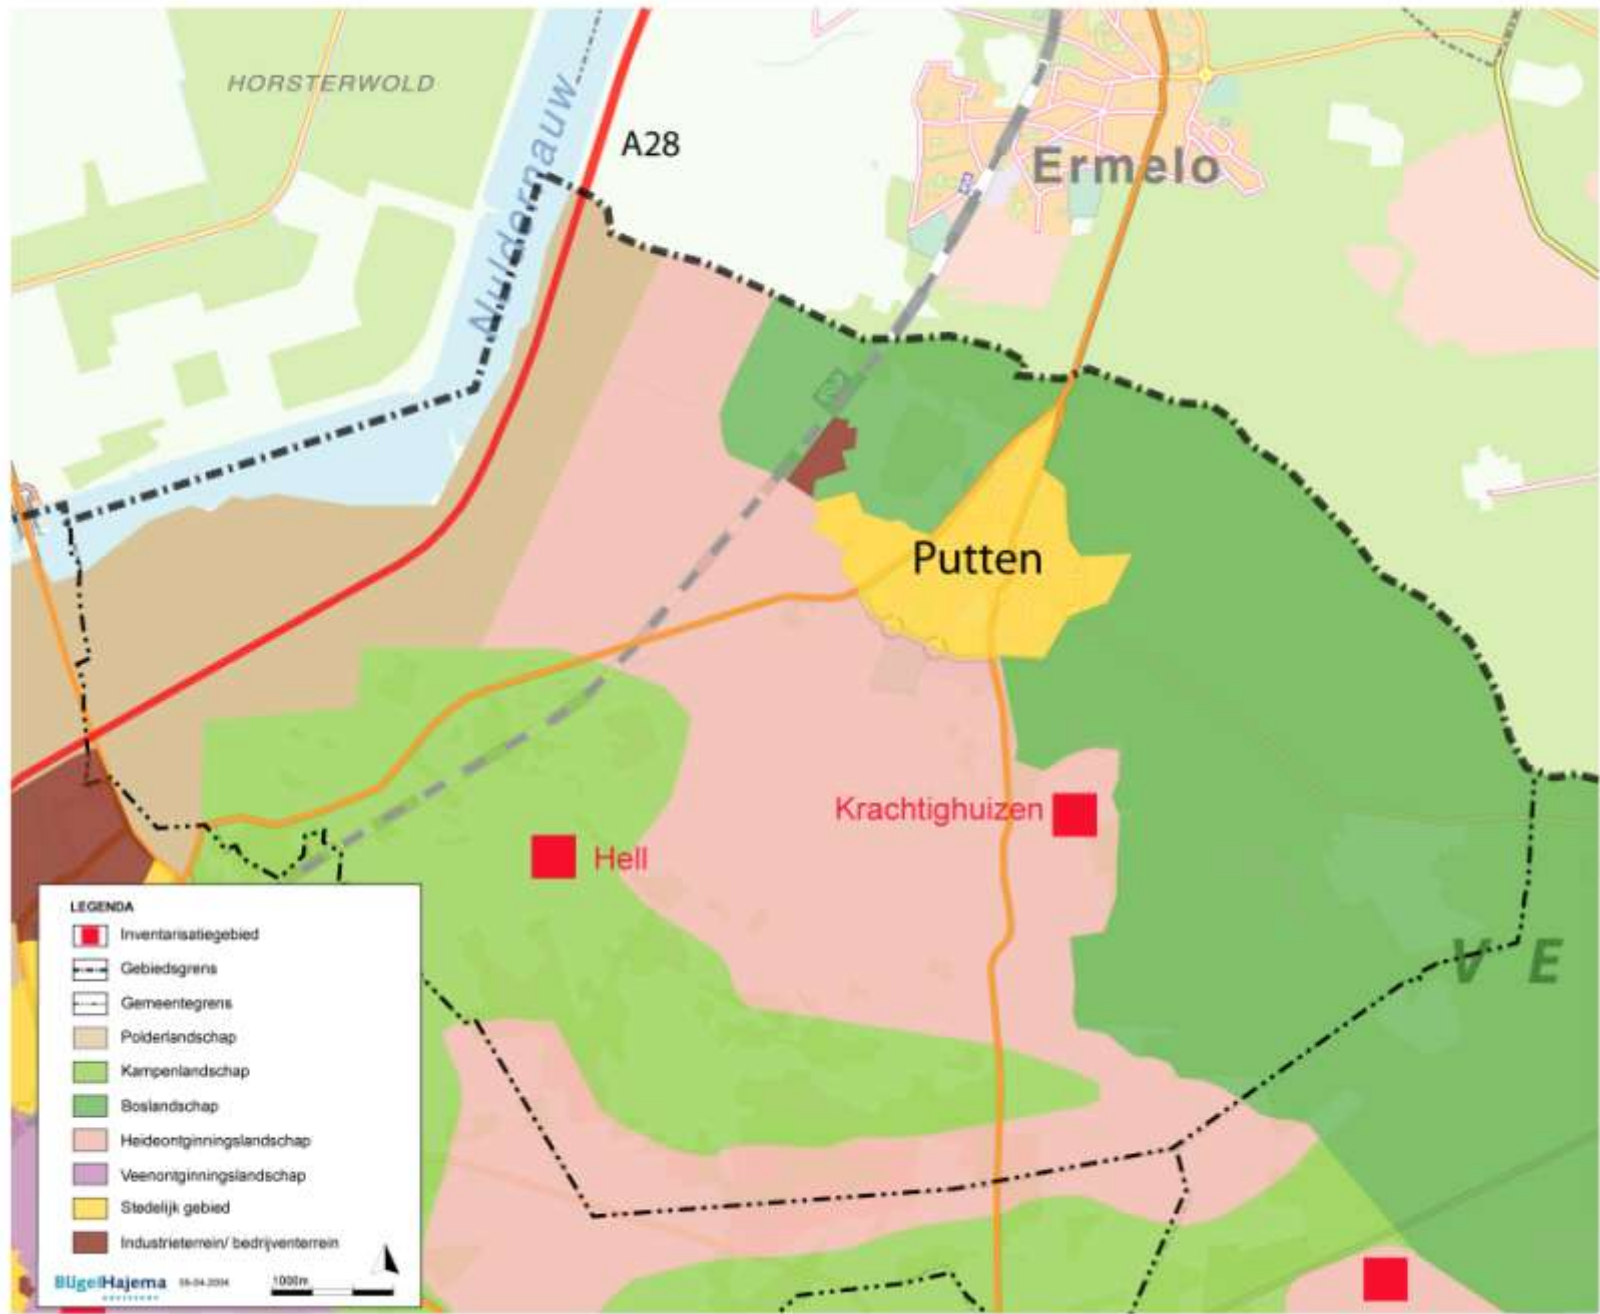 HORSTERWOLD
Nuldernauw
A28
Ermelo
Putten
Krachtighuizen
Hell
V E
LEGENDA
Inventarisatiegebied
Gebiedsgrens
Gemeentegrens
Polderlandschap
Kampenlandschap
Boslandschap
Heideontginningslandschap
Veenontginningslandschap
Stedelijk gebied
Industrieterrein/ bedrijventerrein
BügelHajema
1000m